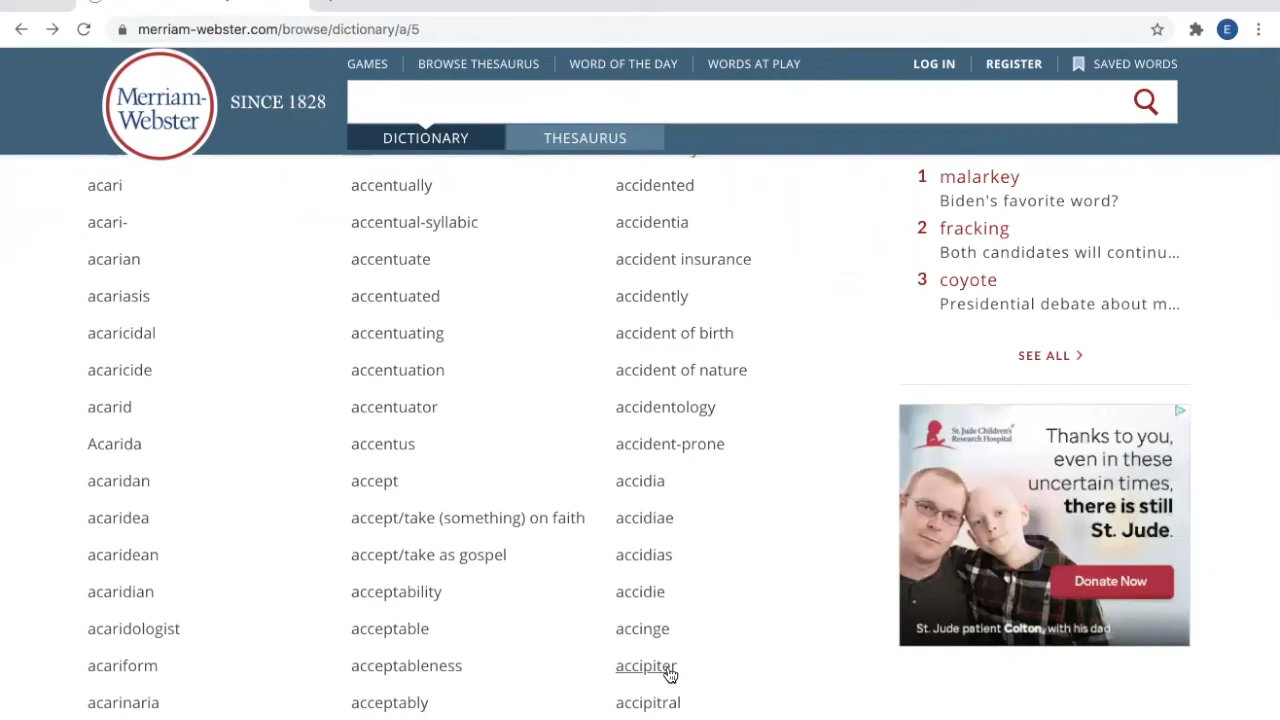 merriam-webster.com/browse/dictionary/a/5
E
GAMES
BROWSE THESAURUS
WORD OF THE DAY
WORDS AT PLAY
LOG IN
REGISTER
SAVED WORDS
Merriam-
Webster
SINCE 1828
DICTIONARY
THESAURUS
acari
acari-
acarian
acariasis
acaricidal
acaricide
acarid
Acarida
acaridan
acaridea
acaridean
acaridian
acaridologist
acariform
acarinaria
accentually
accentual-syllabic
accentuate
accentuated
accentuating
accentuation
accentuator
accentus
accept
accept/take (something) on faith
accept/take as gospel
acceptability
acceptable
acceptableness
acceptably
accidented
accidentia
accident insurance
accidently
accident of birth
accident of nature
accidentology
accident-prone
accidia
accidiae
accidias
accidie
accinge
accipiter
accipitral
1 malarkey
Biden's favorite word?
2 fracking
Both candidates will continu...
3 coyote
Presidential debate about m...
SEE ALL >
St. Jude Children's
Research Hospital
Thanks to you,
even in these
uncertain times,
there is still
St. Jude.
Donate Now
St. Jude patient Colton, with his dad